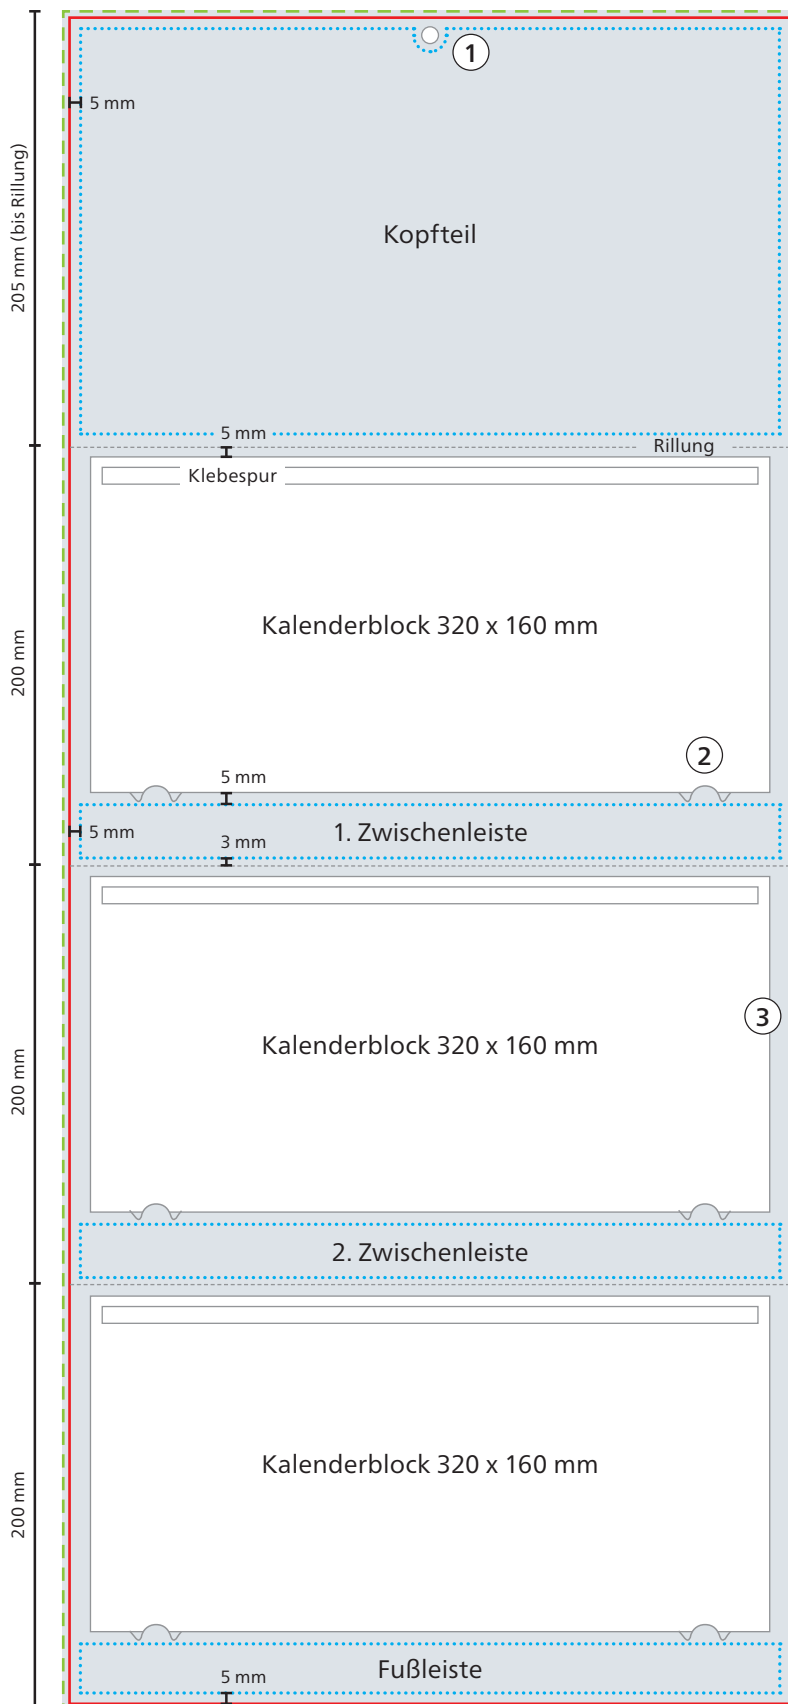 1
5 mm
205 mm (bis Rillung)
Kopfteil
5 mm
Rillung
Klebespur
Kalenderblock 320 x 160 mm
200 mm
2
5 mm
5 mm
1. Zwischenleiste
3 mm
3
Kalenderblock 320 x 160 mm
200 mm
2. Zwischenleiste
Kalenderblock 320 x 160 mm
200 mm
Fußleiste
5 mm